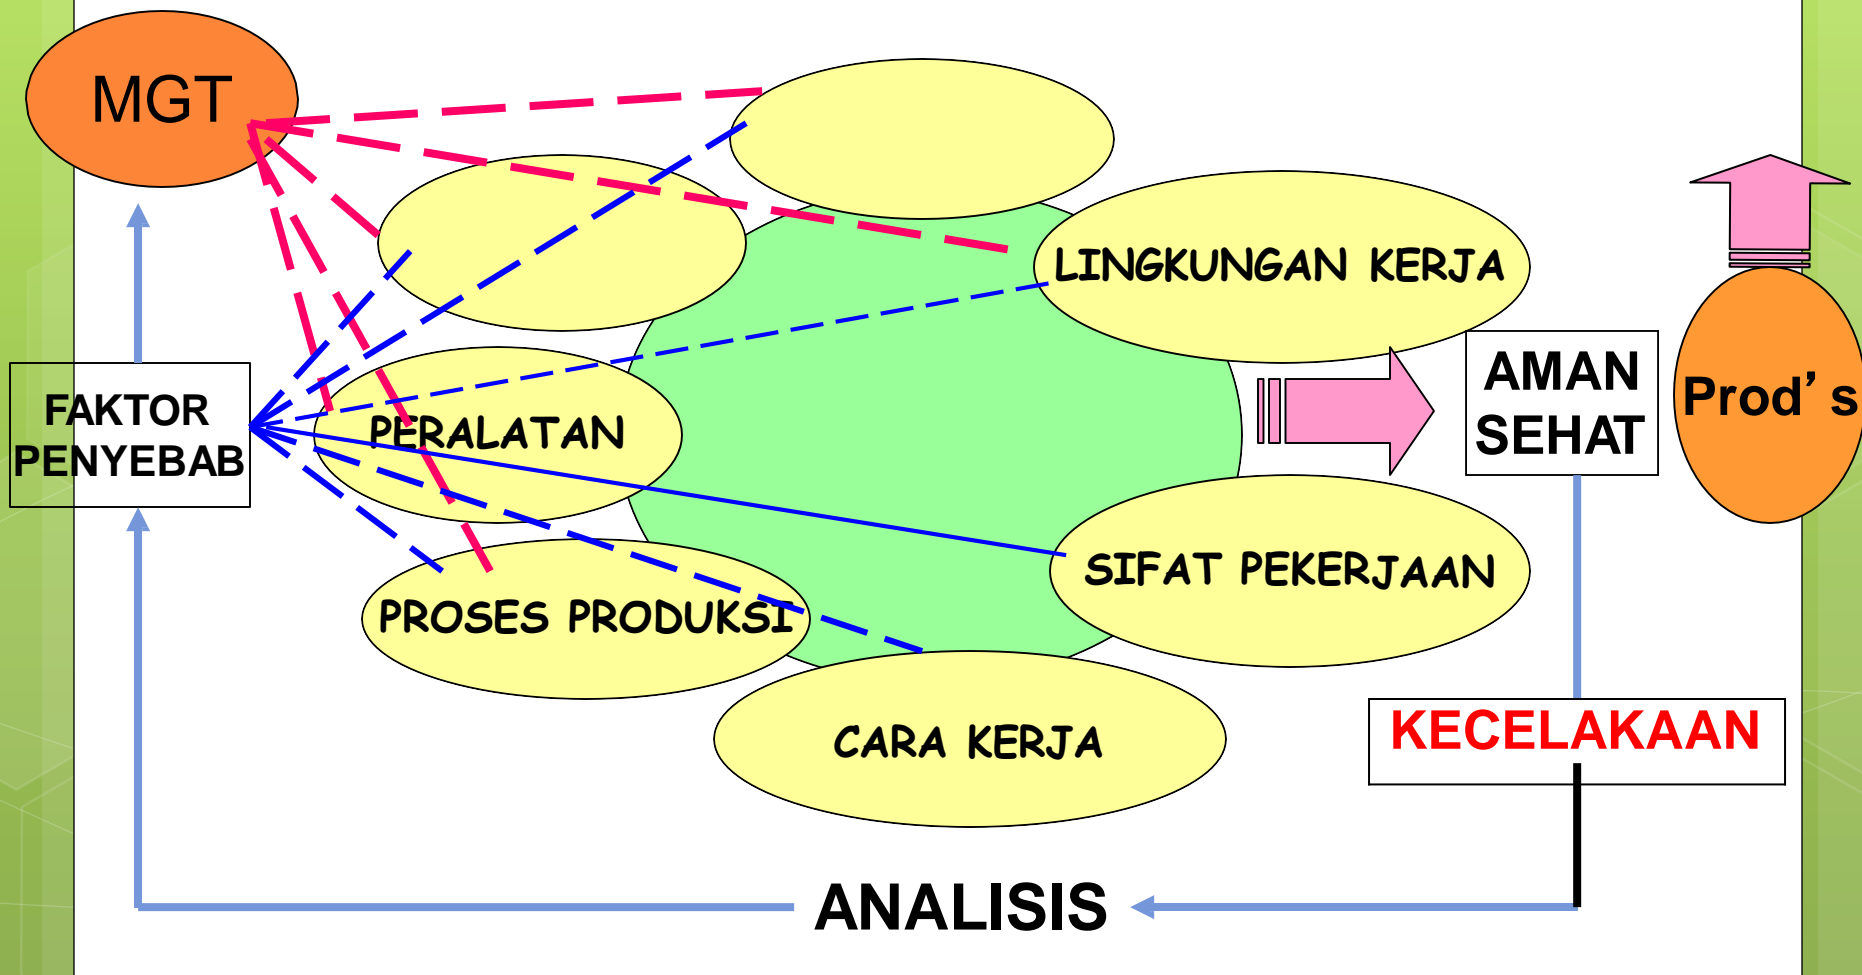 MGT
LINGKUNGAN KERJA
AMAN
SEHAT
Prod’s
FAKTOR
PENYEBAB
PERALATAN
SIFAT PEKERJAAN
PROSES PRODUKSI
CARA KERJA
KECELAKAAN
ANALISIS